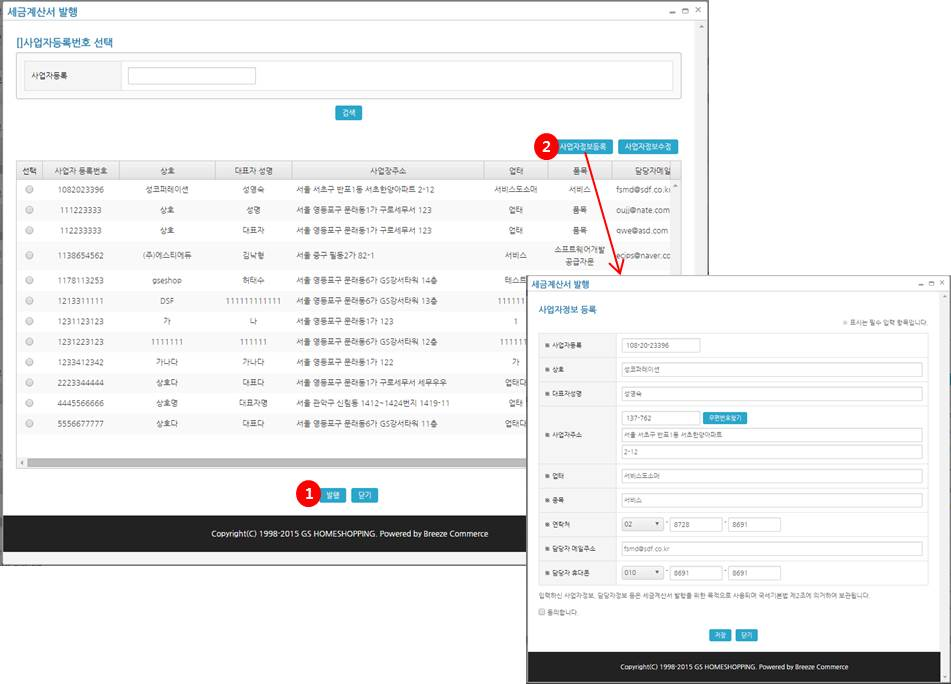 세금계산서 발행
[]사업자등록번호 선택
사업자등록
검색
2 사업자정보등록 사업자정보수정
선택 사업자 등록번호 상호 대표자 성명 사업장주소 업태 품목 담당자메일
1082023396 성코퍼레이션 성영숙 서울 서초구 반포1동 서초한양아파트 2-12 서비스도소매 서비스 fsmd@sdf.co.kr
111223333 상호 성명 서울 영등포구 문래동1가 구로세무서 123 업태 품목 oujj@nate.com
112233333 상호 대표자 서울 영등포구 문래동1가 구로세무서 123 업태 품목 qwe@asd.com
1138654562 (주)에스티에듀 김낙형 서울 중구 필동2가 82-1 서비스 소프트웨어개발 공급자문 ecips@naver.co
1178113253 gseshop 허태수 서울 영등포구 문래동6가 GS강서타워 14층 테스트
1213311111 DSF 111111111111 서울 영등포구 문래동6가 GS강서타워 13층 111111
1231123123 가 나 서울 영등포구 문래동1가 123 1
1231223123 1111111 111111 서울 영등포구 문래동6가 GS강서타워 12층 11111
1233412342 가나다 가나다 서울 영등포구 문래동1가 122 가
2223344444 상호다 대표다 서울 영등포구 문래동1가 구로세무서 세무우우 업태다
4445566666 상호명 대표자명 서울 관악구 신림동 1412~1424번지 1419-11 업태
5556677777 상호다 대표다 서울 영등포구 문래동6가 GS강서타워 11층 업태다
1 발행 닫기
Copyright(C) 1998-2015 GS HOMESHOPPING. Powered by Breeze Commerce
세금계산서 발행
사업자정보 등록
※ 표시는 필수 입력 항목입니다.
사업자등록 108-20-23396
상호 성코퍼레이션
대표자성명 성영숙
137-762 우편번호찾기
사업자주소 서울 서초구 반포1동 서초한양아파트
2-12
업태 서비스도소매
종목 서비스
연락처 02 - 8728 - 8691
담당자 메일주소 fsmd@sdf.co.kr
담당자 휴대폰 010 - 8691 - 8691
입력하신 사업자정보, 담당자정보 등은 세금계산서 발행을 위한 목적으로 사용되며 국세기본법 제2조에 의거하여 보관됩니다.
동의합니다.
저장 닫기
Copyright(C) 1998-2015 GS HOMESHOPPING. Powered by Breeze Commerce